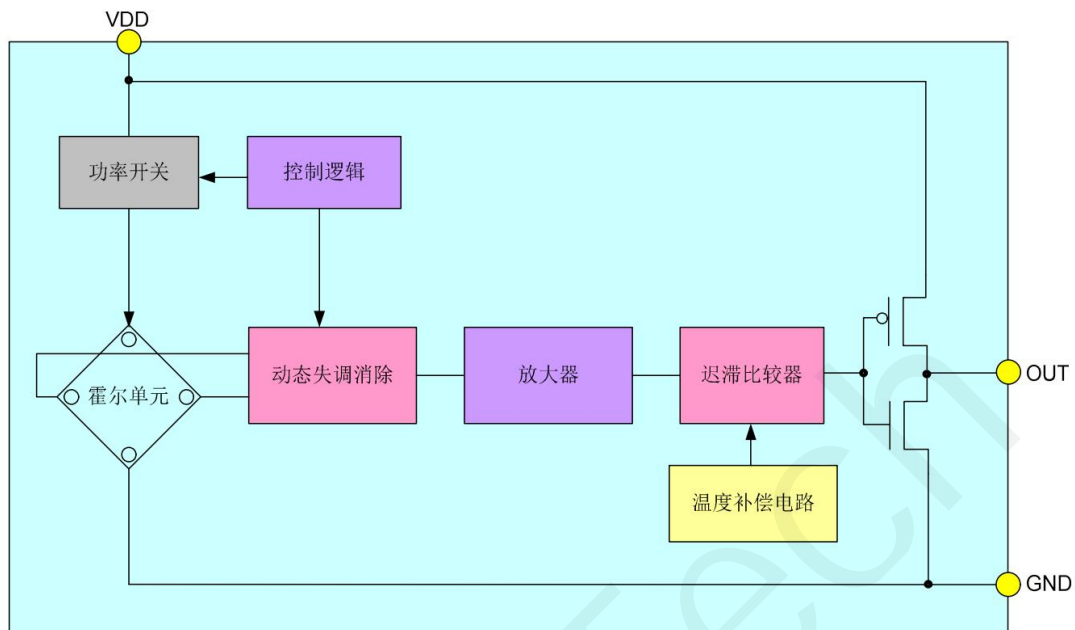 VDD
功率开关
控制逻辑
霍尔单元
动态失调消除
放大器
迟滞比较器
OUT
温度补偿电路
GND
Tech